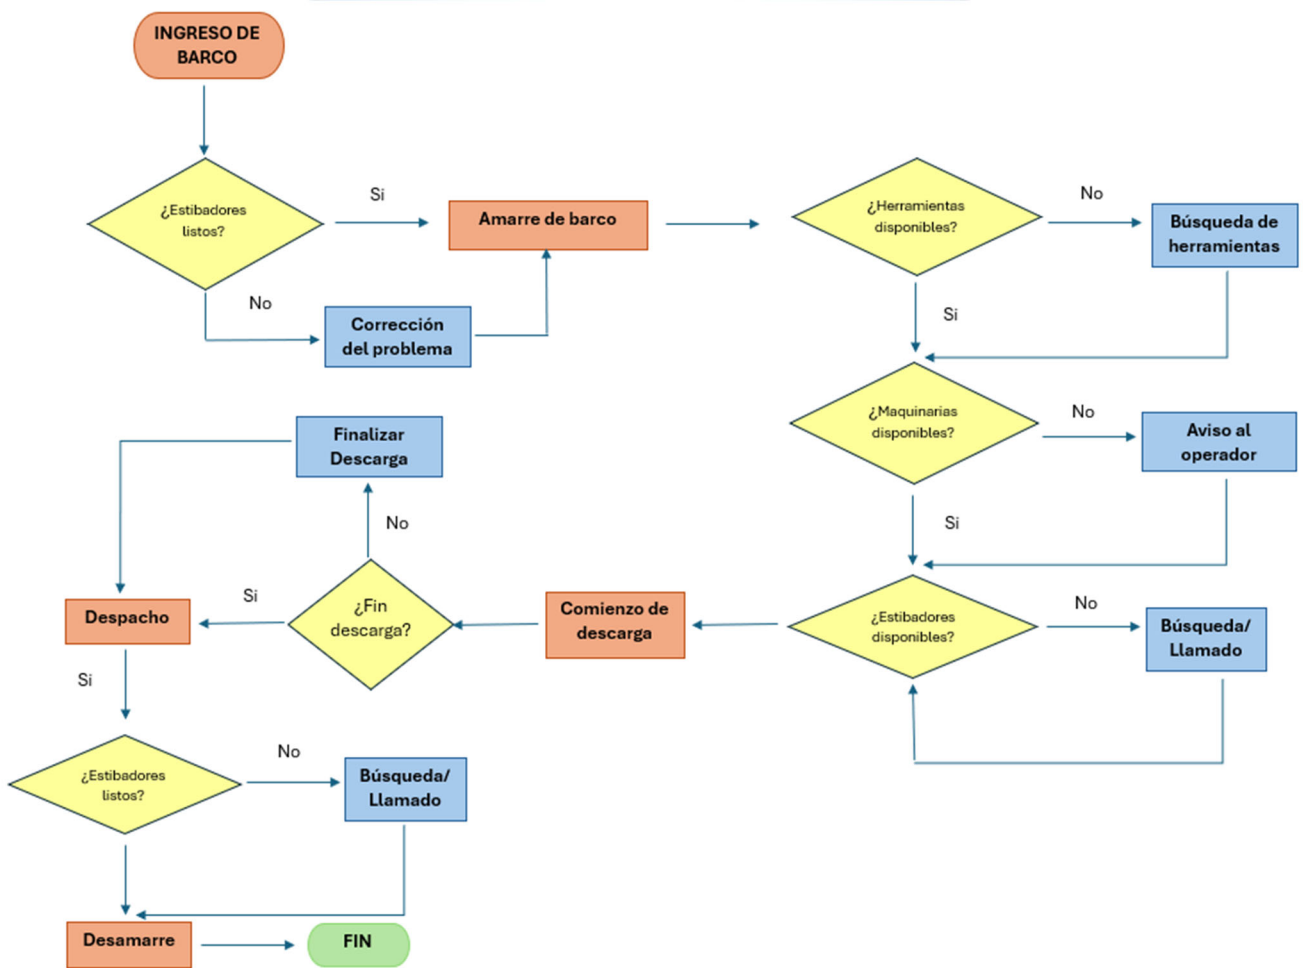 INGRESO DE
BARCO
¿Estibadores
listos?
Si
Amarre de barco
No
Corrección
del problema
¿Herramientas
disponibles?
No
Búsqueda de
herramientas
Si
¿Maquinarias
disponibles?
No
Aviso al
operador
Si
¿Estibadores
disponibles?
No
Búsqueda/
Llamado
Comienzo de
descarga
¿Fin
descarga?
No
Finalizar
Descarga
Si
Despacho
Si
¿Estibadores
listos?
No
Búsqueda/
Llamado
Desamarre
FIN